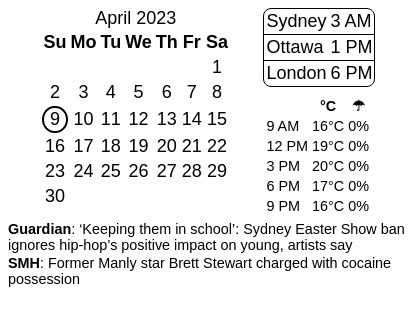 April 2023
Su Mo Tu We Th Fr Sa
1
2 3 4 5 6 7 8
9 10 11 12 13 14 15
16 17 18 19 20 21 22
23 24 25 26 27 28 29
30
Sydney 3 AM
Ottawa 1 PM
London 6 PM
°C ☂
9 AM 16°C 0%
12 PM 19°C 0%
3 PM 20°C 0%
6 PM 17°C 0%
9 PM 16°C 0%
Guardian: ‘Keeping them in school’: Sydney Easter Show ban
ignores hip-hop’s positive impact on young, artists say
SMH: Former Manly star Brett Stewart charged with cocaine
possession